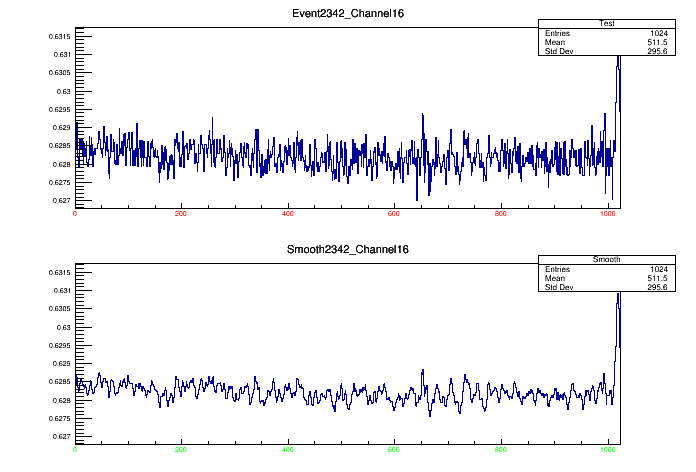 Event2342_Channel16
Test
Entries 1024
Mean 511.5
Std Dev 295.6
0.6315
0.631
0.6305
0.63
0.6295
0.629
0.6285
0.628
0.6275
0.627
0 200 400 600 800 1000
Smooth2342_Channel16
Smooth
Entries 1024
Mean 511.5
Std Dev 295.6
0.6315
0.631
0.6305
0.63
0.6295
0.629
0.6285
0.628
0.6275
0.627
0 200 400 600 800 1000